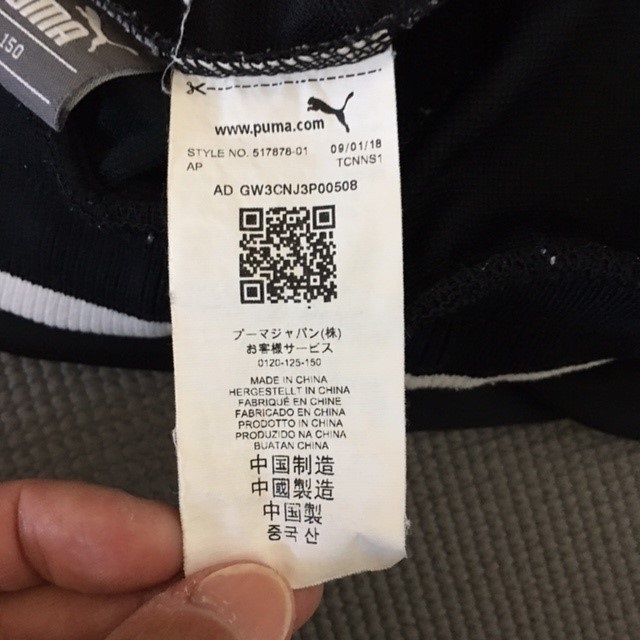 PUMA
150
www.puma.com
STYLE NO. 517876-01 09/01/18
AP TCNNS1
AD GW3CNJ3P00508
プーマジャパン(株)
お客様サービス
0120-125-150
MADE IN CHINA
HERGESTELLT IN CHINA
FABRIQUÉ EN CHINE
FABRICADO EN CHINA
PRODOTTO IN CHINA
PRODUZIDO NA CHINA
BUATAN CHINA
中国制造
中國製造
中国製
중국 산